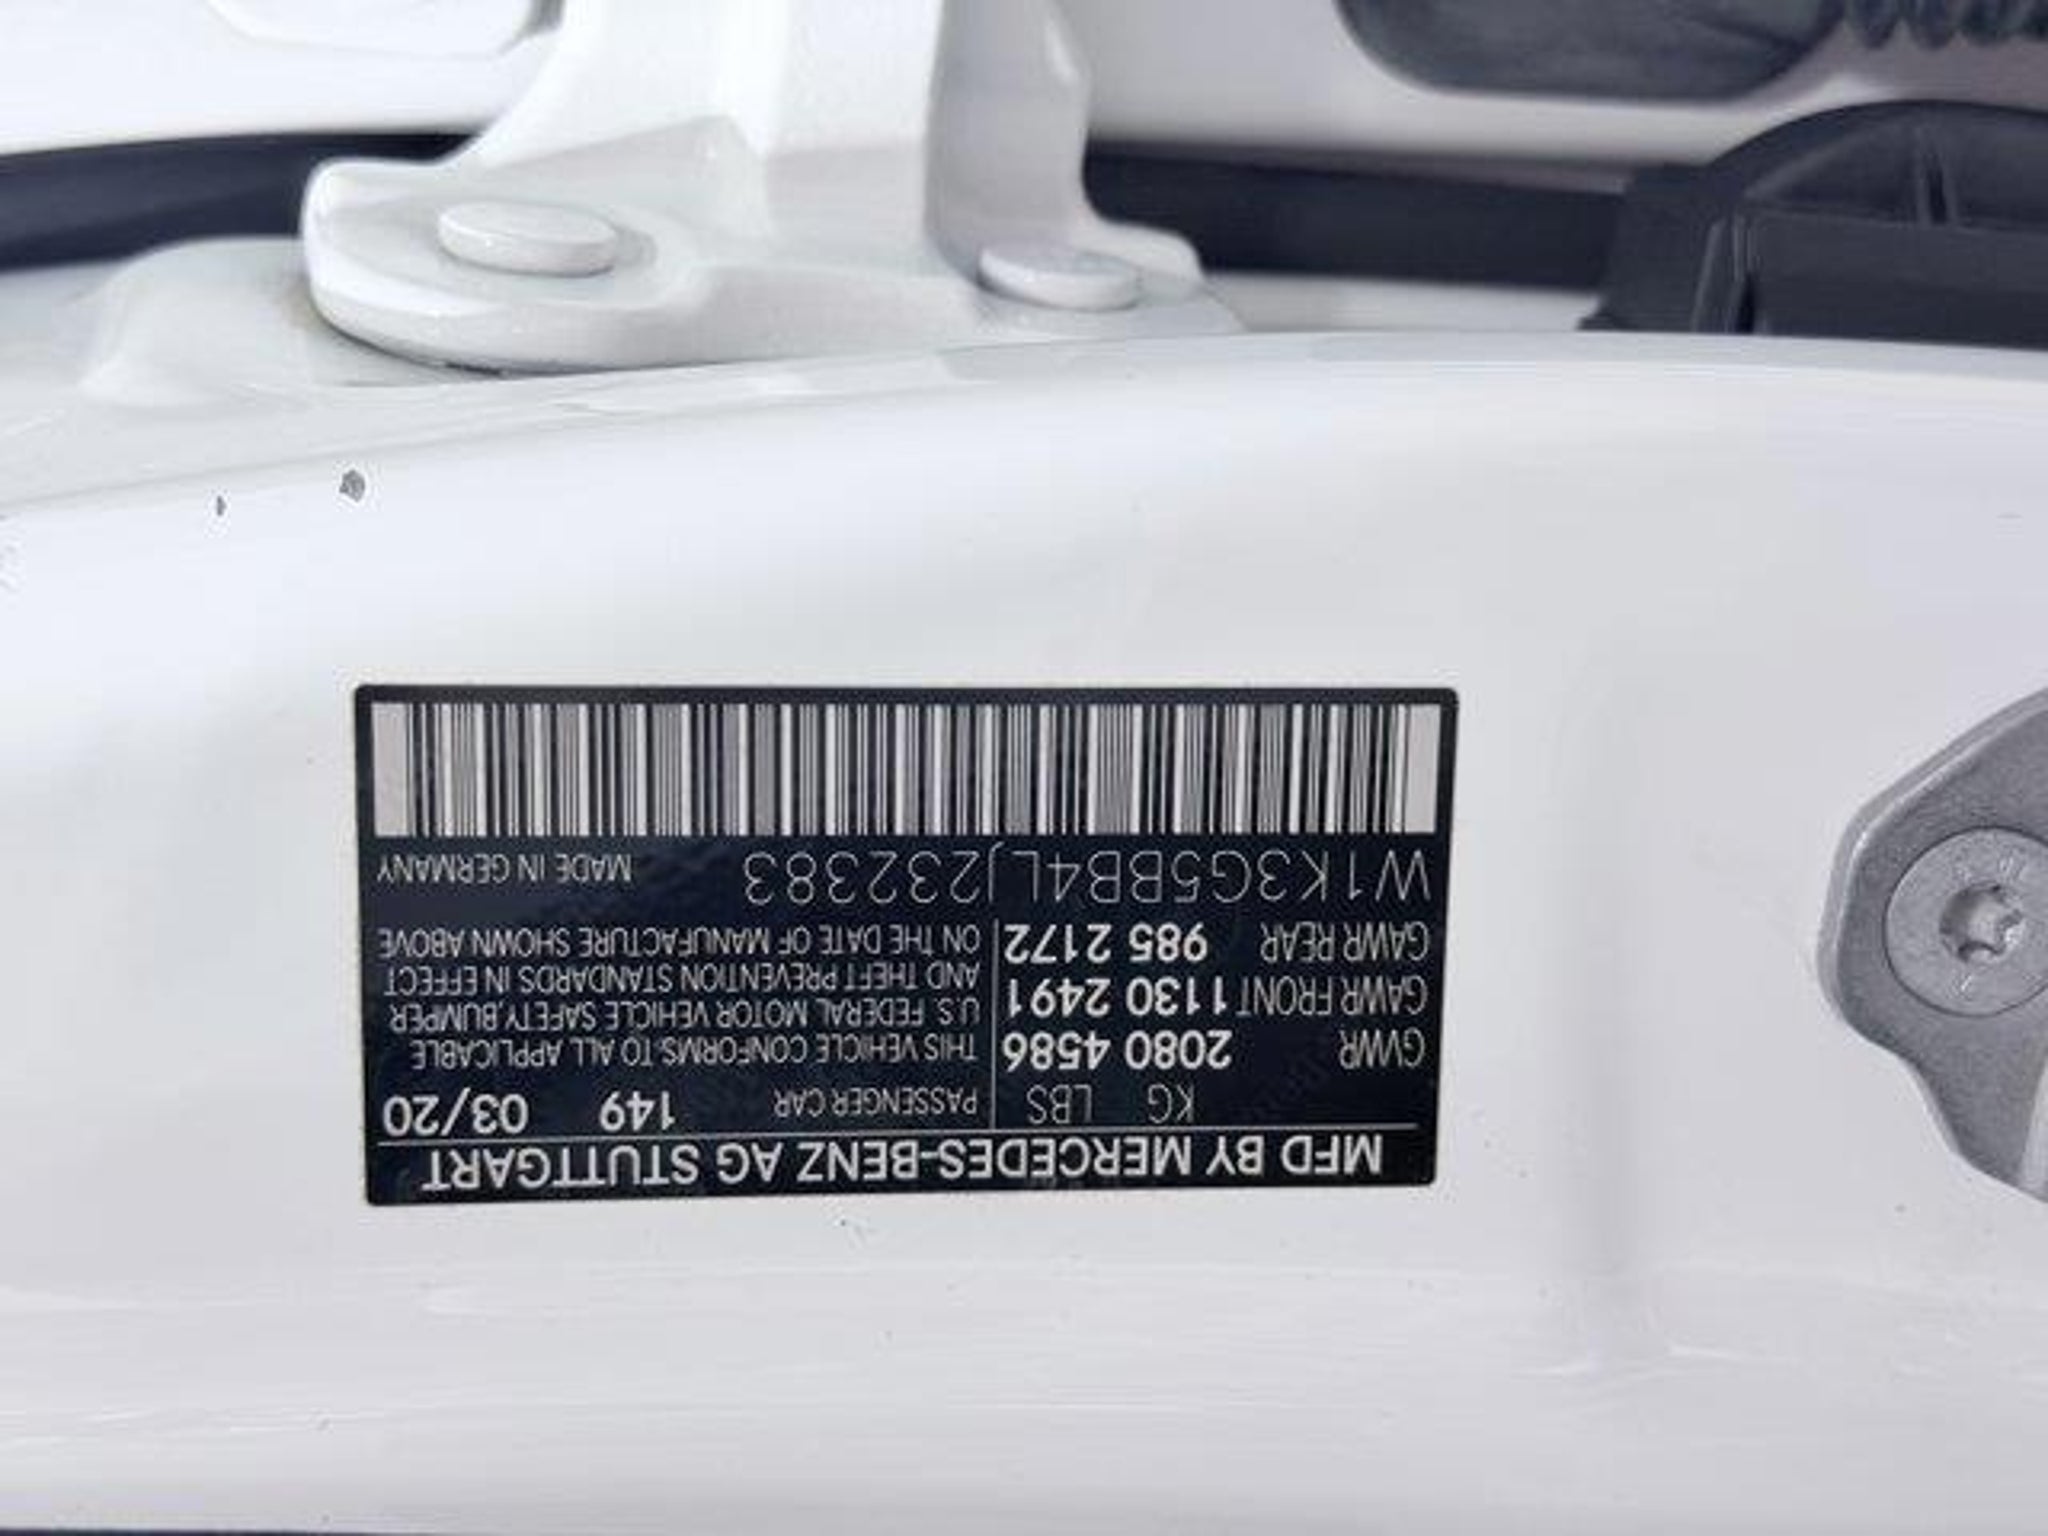 MFD BY MERCEDES-BENZ AG STUTTGART
KG LBS
GVWR 2080 4586
GAWR FRONT 1130 2491
GAWR REAR 985 2172
PASSENGER CAR 149 03/20
THIS VEHICLE CONFORMS TO ALL APPLICABLE
U.S. FEDERAL MOTOR VEHICLE SAFETY,BUMPER
AND THEFT PREVENTION STANDARDS IN EFFECT
ON THE DATE OF MANUFACTURE SHOWN ABOVE
W1K3G5BB4LJ232383 MADE IN GERMANY